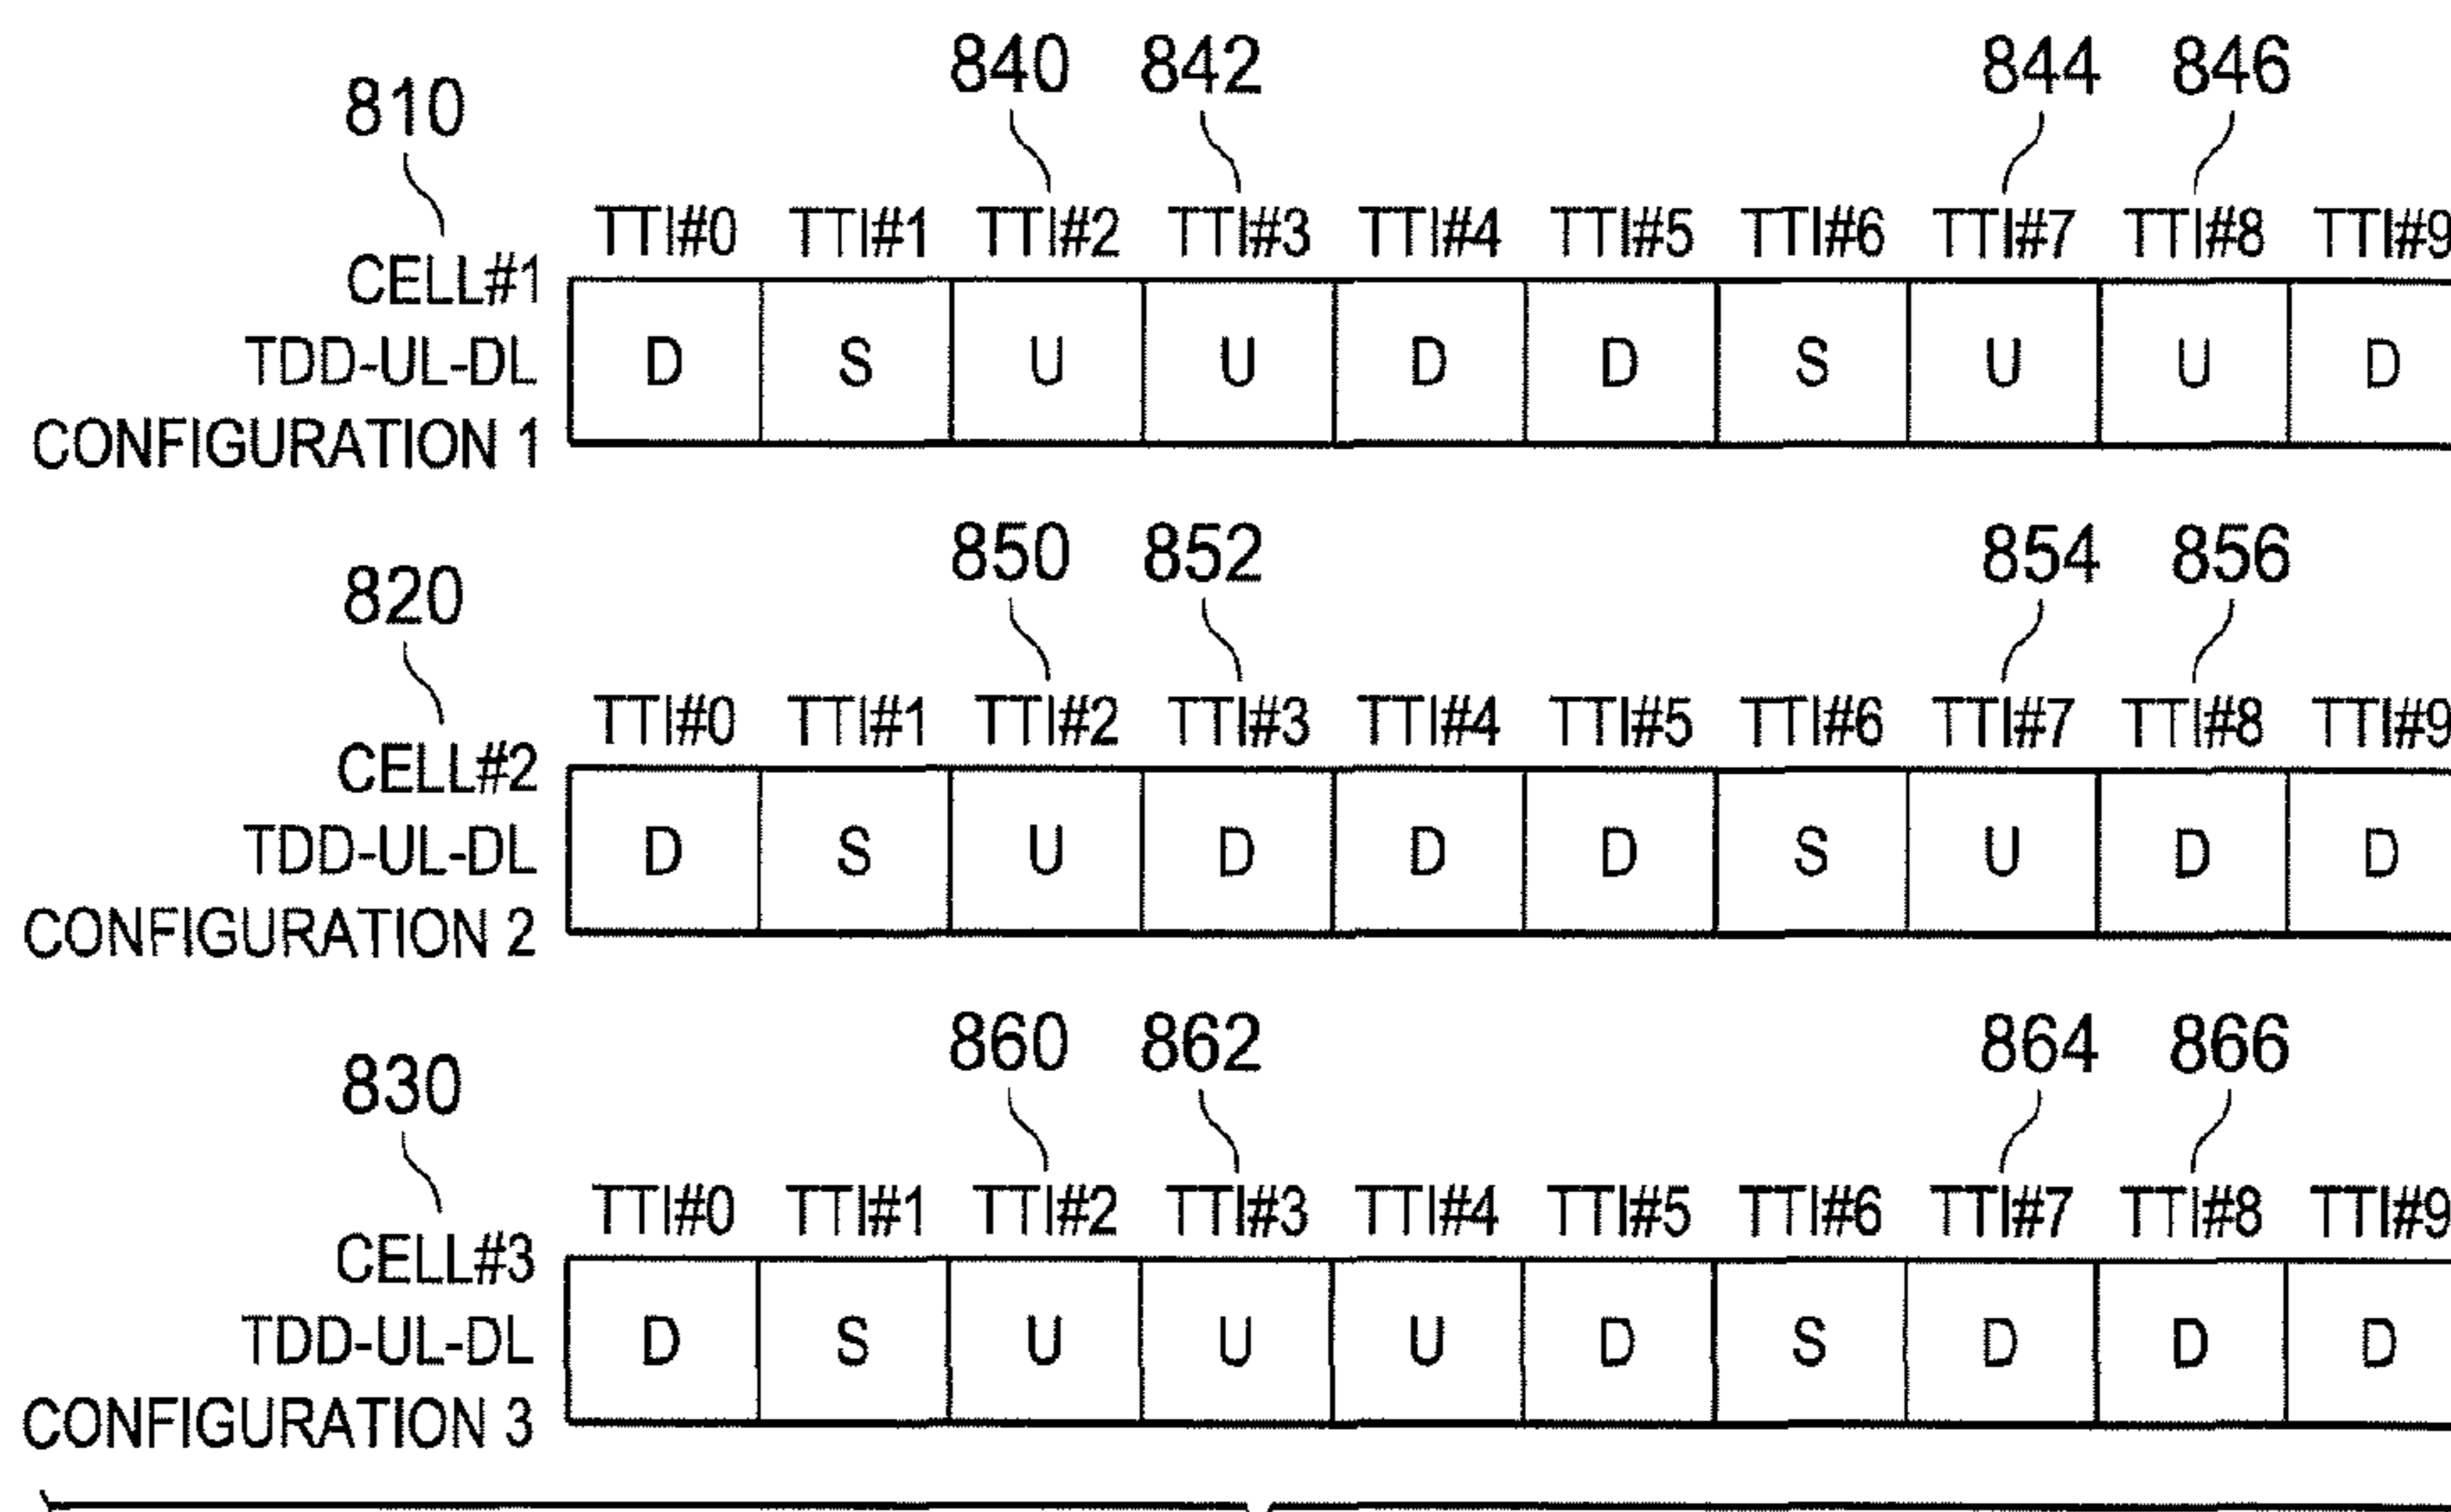 840 842 844 846
810
TTI#0 TTI#1 TTI#2 TTI#3 TTI#4 TTI#5 TTI#6 TTI#7 TTI#8 TTI#9
CELL#1
TDD-UL-DL
CONFIGURATION 1
D S U U D D S U U D
850 852 854 856
820
TTI#0 TTI#1 TTI#2 TTI#3 TTI#4 TTI#5 TTI#6 TTI#7 TTI#8 TTI#9
CELL#2
TDD-UL-DL
CONFIGURATION 2
D S U D D D S U D D
860 862 864 866
830
TTI#0 TTI#1 TTI#2 TTI#3 TTI#4 TTI#5 TTI#6 TTI#7 TTI#8 TTI#9
CELL#3
TDD-UL-DL
CONFIGURATION 3
D S U U U D S D D D